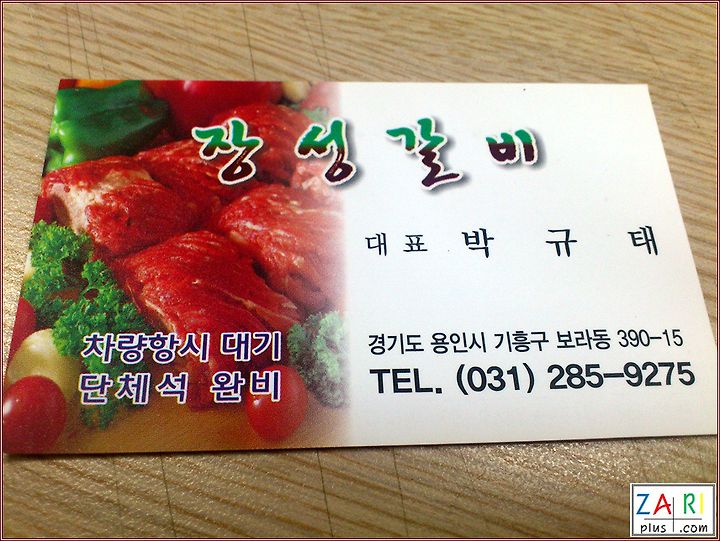 장성갈비
대표 박규태
차량항시 대기
단체석 완비
경기도 용인시 기흥구 보라동 390-15
TEL. (031) 285-9275
ZARI
plus .com